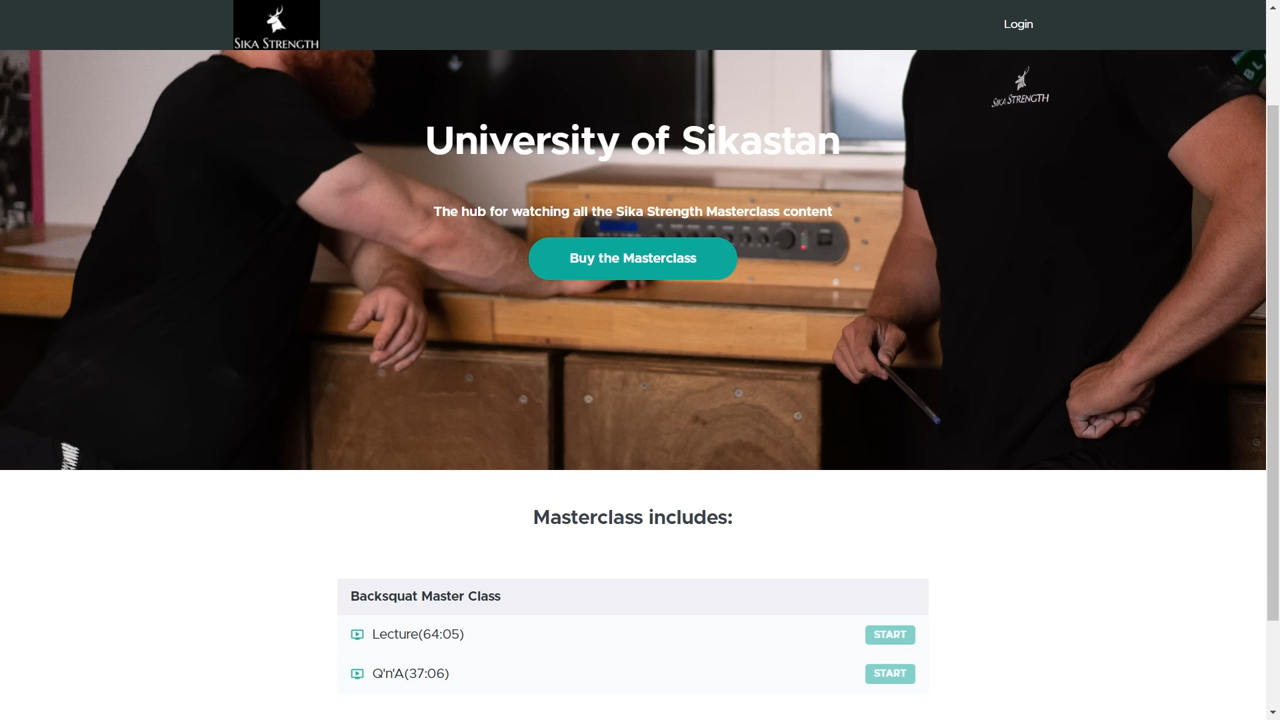 SIKA STRENGTH
Login
SIKA STRENGTH
BL
University of Sikastan
The hub for watching all the Sika Strength Masterclass content
Buy the Masterclass
Masterclass includes:
Backsquat Master Class
Lecture(64:05)
START
Q'n'A(37:06)
START